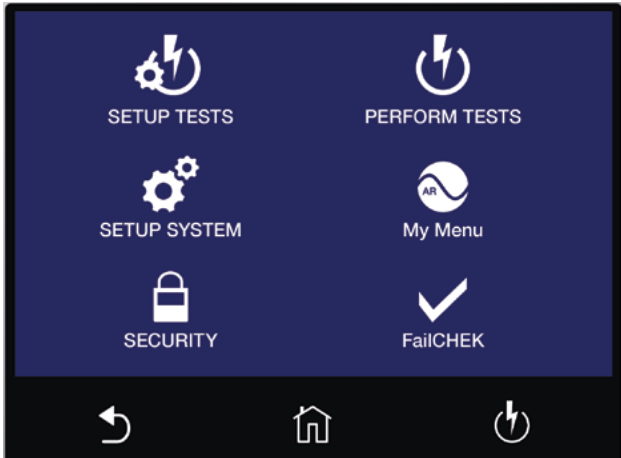 SETUP TESTS
PERFORM TESTS
SETUP SYSTEM
AR
My Menu
SECURITY
FailCHEK